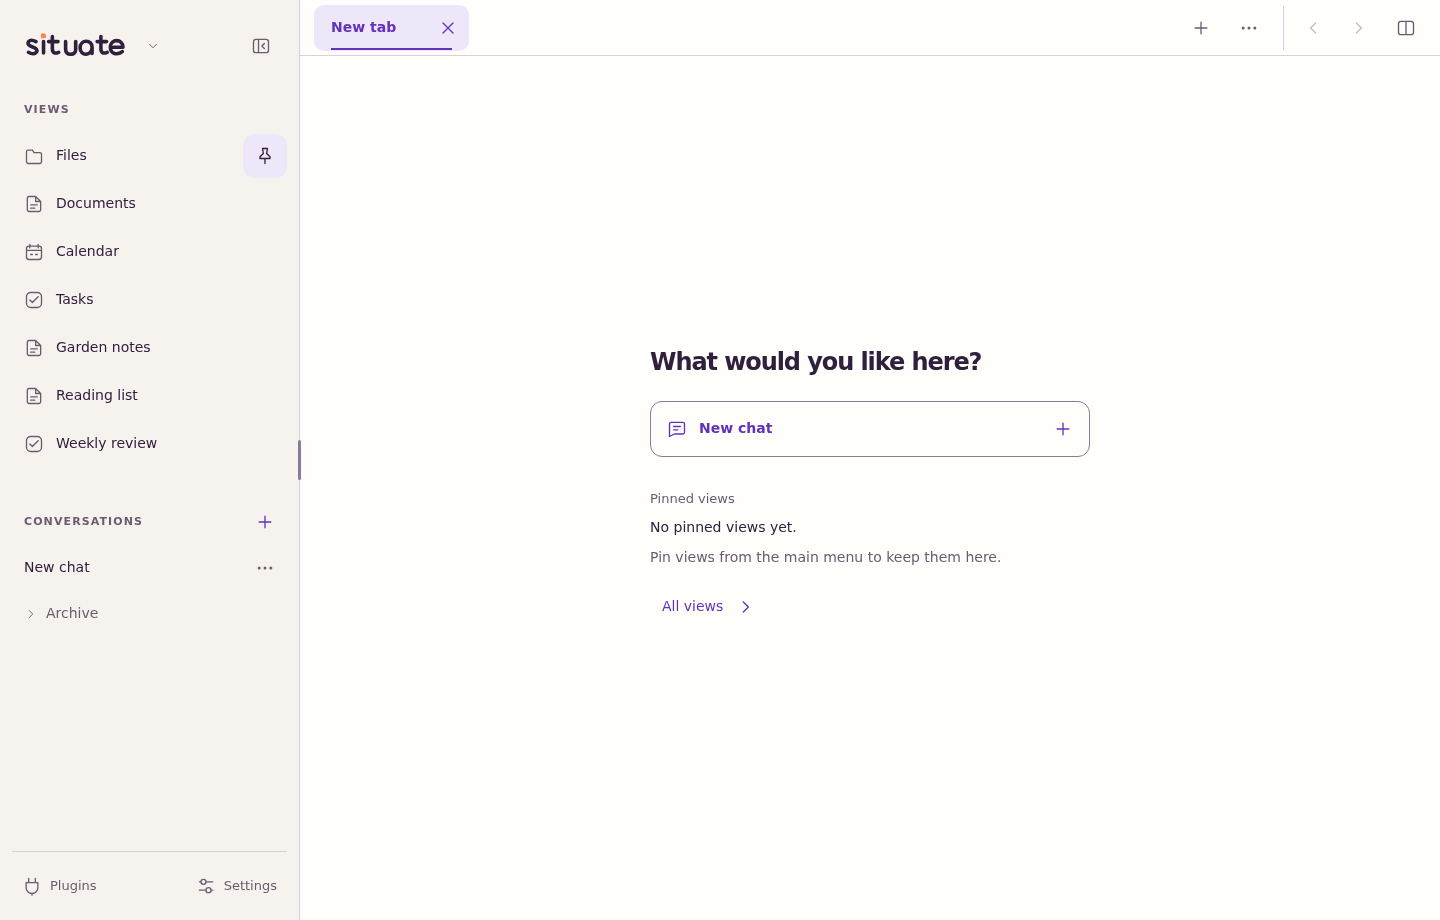 situate
VIEWS
Files
Documents
Calendar
Tasks
Garden notes
Reading list
Weekly review
CONVERSATIONS
New chat
Archive
Plugins
Settings
New tab
What would you like here?
New chat
Pinned views
No pinned views yet.
Pin views from the main menu to keep them here.
All views